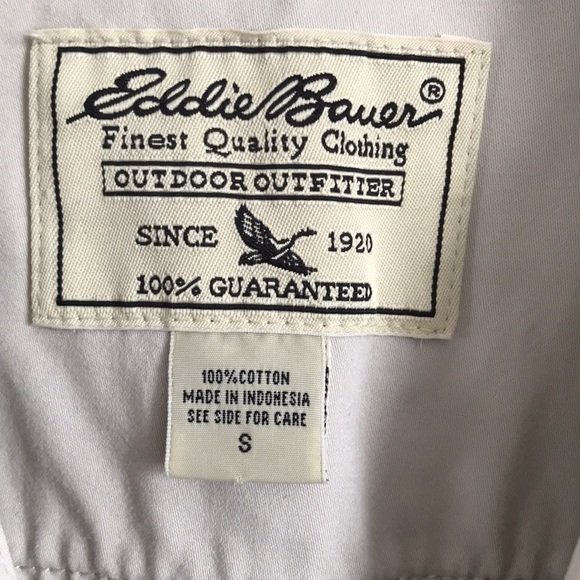 Eddie Bauer®
Finest Quality Clothing
OUTDOOR OUTFITTER
SINCE 1920
100% GUARANTEED
100% COTTON
MADE IN INDONESIA
SEE SIDE FOR CARE
S